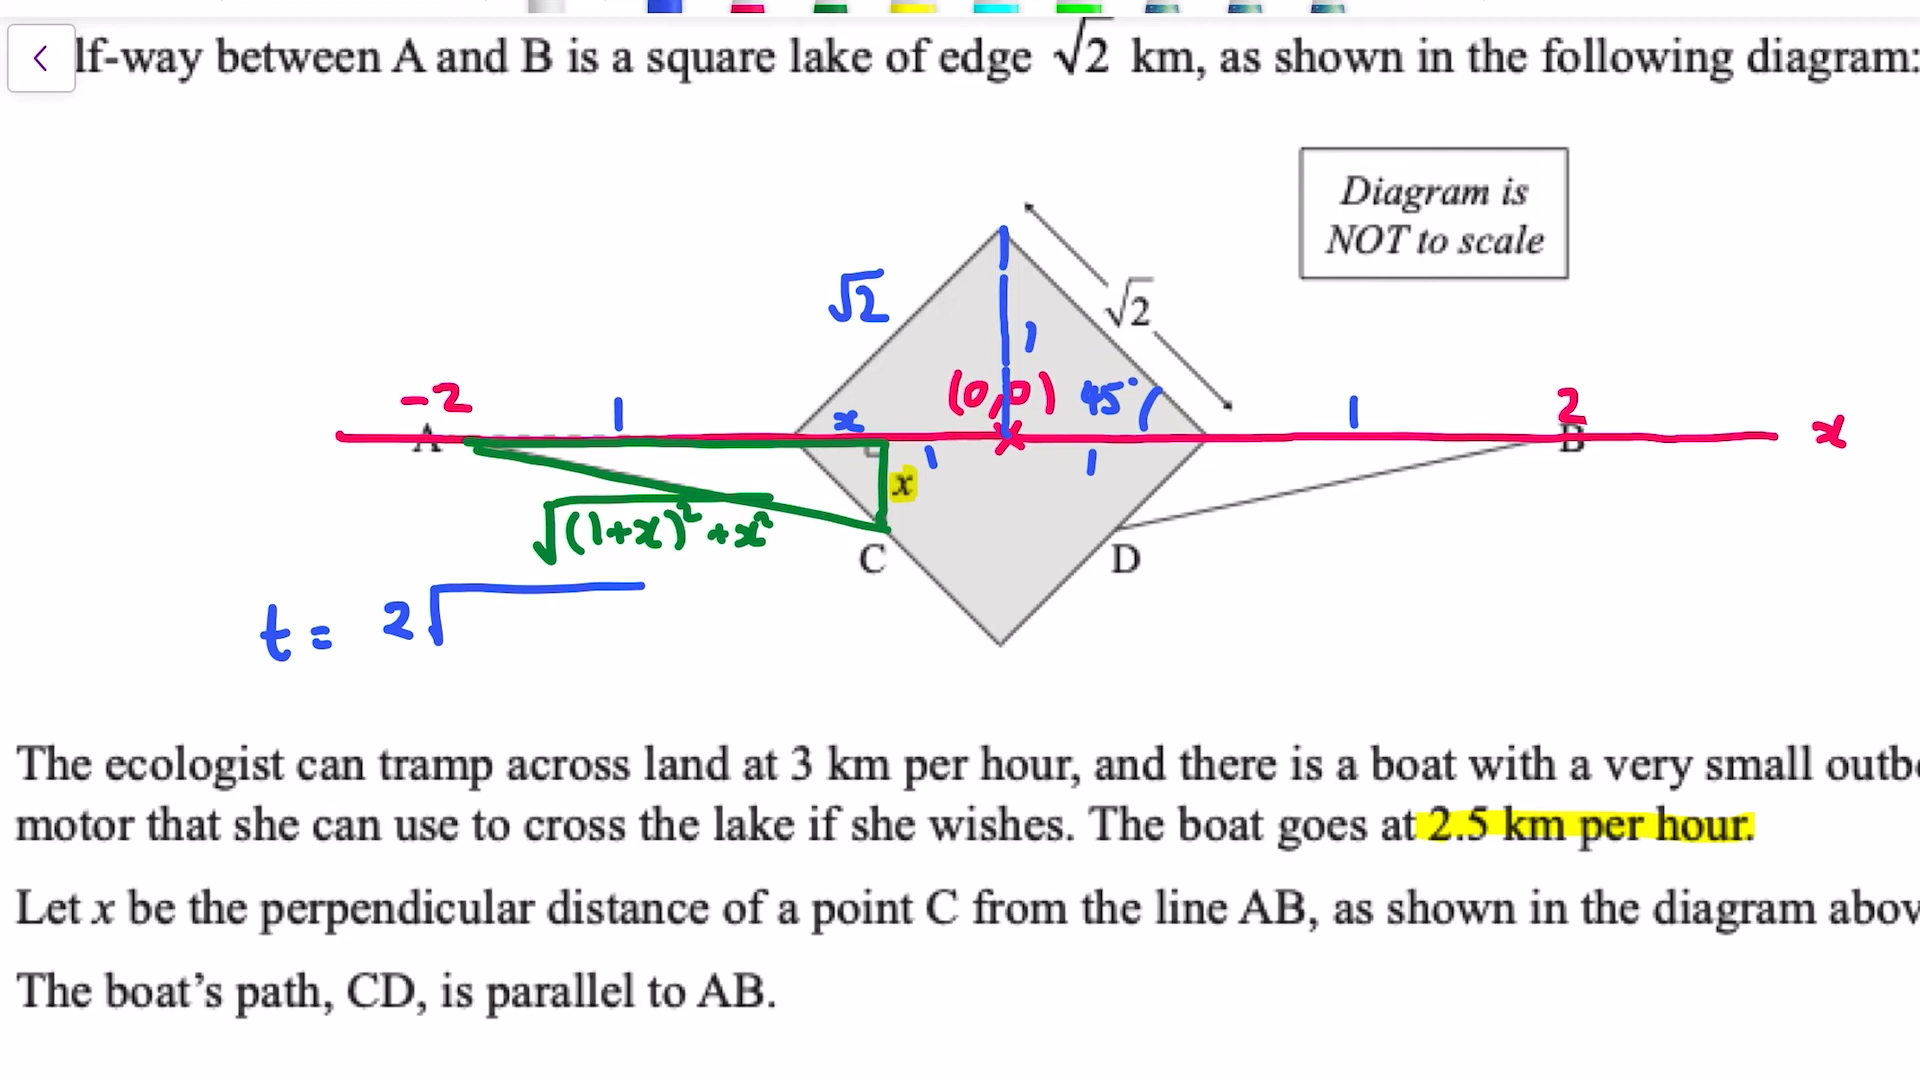 lf-way between A and B is a square lake of edge √2 km, as shown in the following diagram:
Diagram is
NOT to scale
√2
√2
1
(0,0) 45°
-2 1 x 1 2
A x B x
1 1
x
√(1+x)²+x²
C D
t = 2√
The ecologist can tramp across land at 3 km per hour, and there is a boat with a very small outb
motor that she can use to cross the lake if she wishes. The boat goes at 2.5 km per hour.
Let x be the perpendicular distance of a point C from the line AB, as shown in the diagram abov
The boat’s path, CD, is parallel to AB.